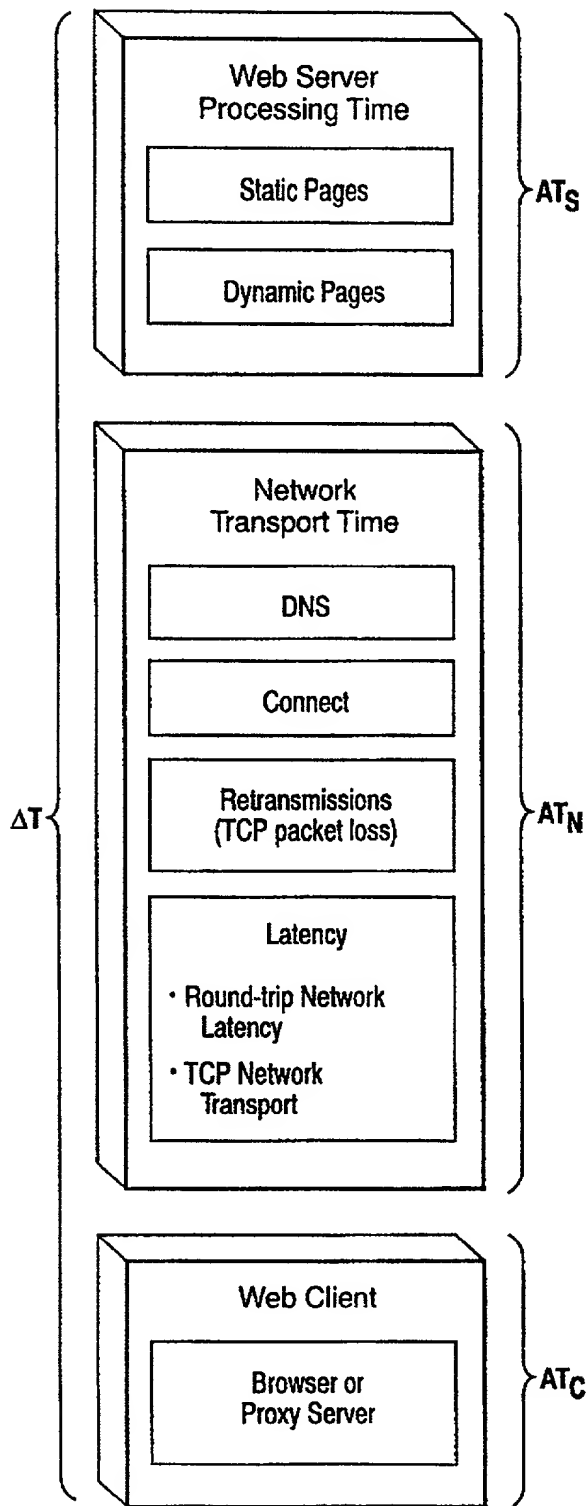 Web Server
Processing Time
Static Pages
Dynamic Pages
ATS
Network
Transport Time
DNS
Connect
Retransmissions
(TCP packet loss)
ΔT
ATN
Latency
• Round-trip Network
Latency
• TCP Network
Transport
Web Client
Browser or
Proxy Server
ATC